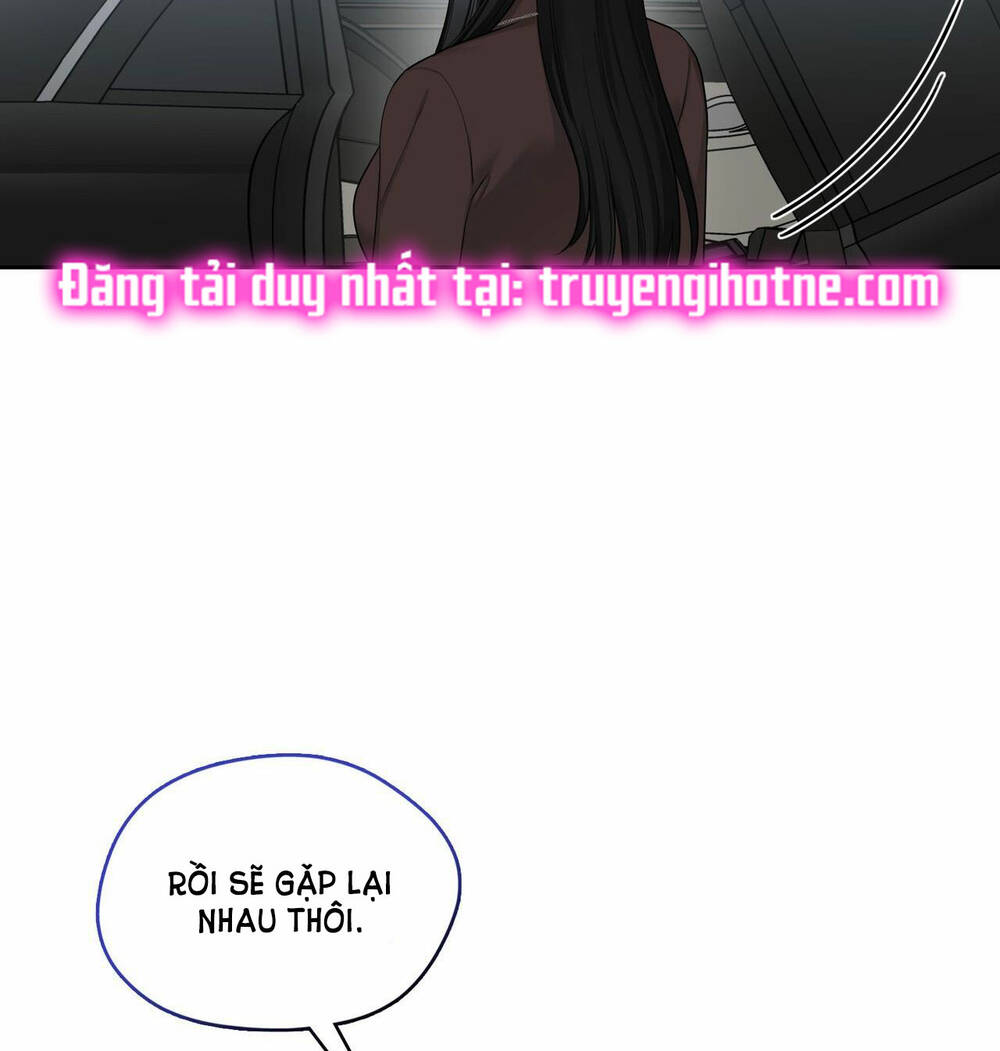 Đăng tải duy nhất tại: truyengihotne.com
RỒI SẼ GẶP LẠI
NHAU THÔI.